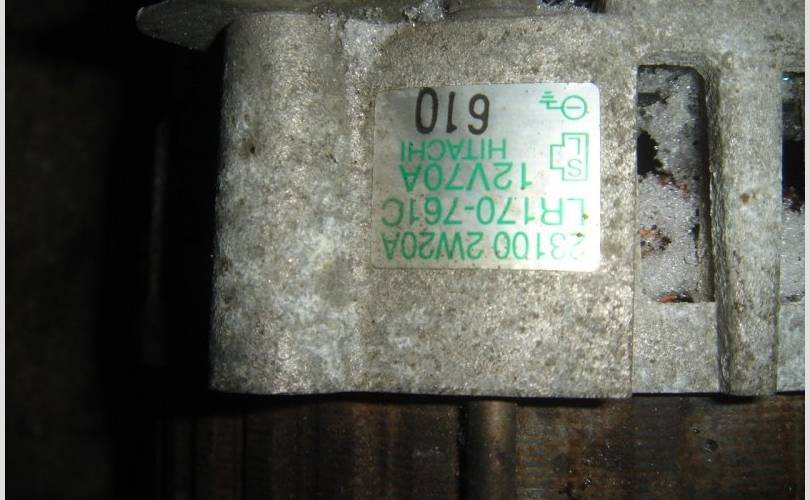 23100 2W20A
LR170-761C
12V70A
HITACHI
S
L
610